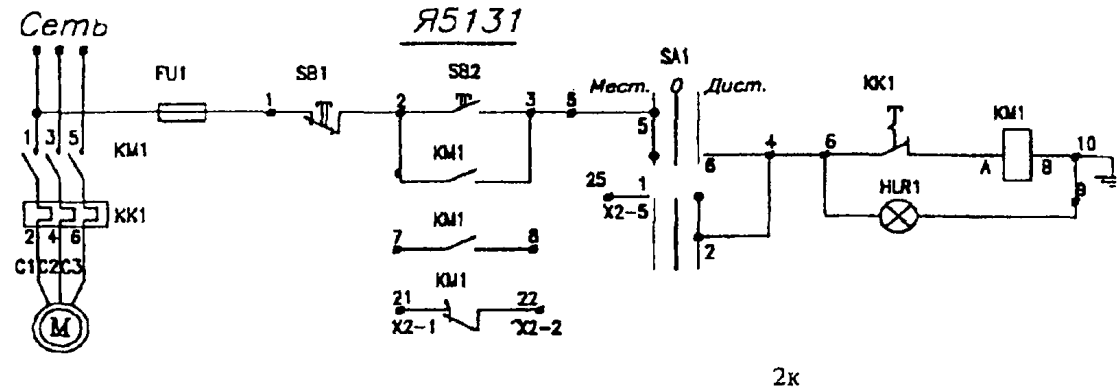 Сеть
Я5131
FU1
SB1
SB2
SA1
Мест. 0 Дист.
KK1
KM1
1
2
3
5
5
6
4
6
A
B
10
9
1 3 5
KM1
KM1
25
1
X2-5
HLR1
KK1
2 4 6
C1 C2 C3
KM1
7
8
2
KM1
21
22
X2-1
X2-2
M
2к